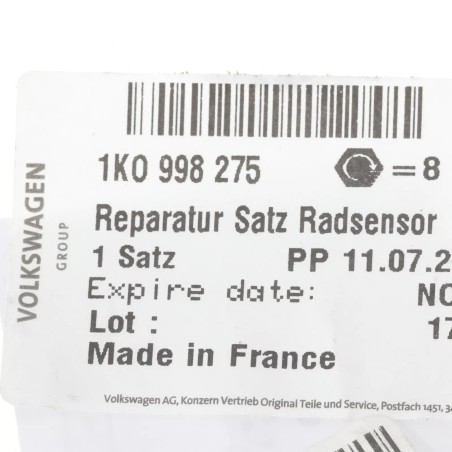 VOLKSWAGEN
GROUP
1K0 998 275 =8
Reparatur Satz Radsensor
1 Satz PP 11.07.2
Expire date: NO
Lot : 17
Made in France
Volkswagen AG, Konzern Vertrieb Original Teile und Service, Postfach 1451, 34